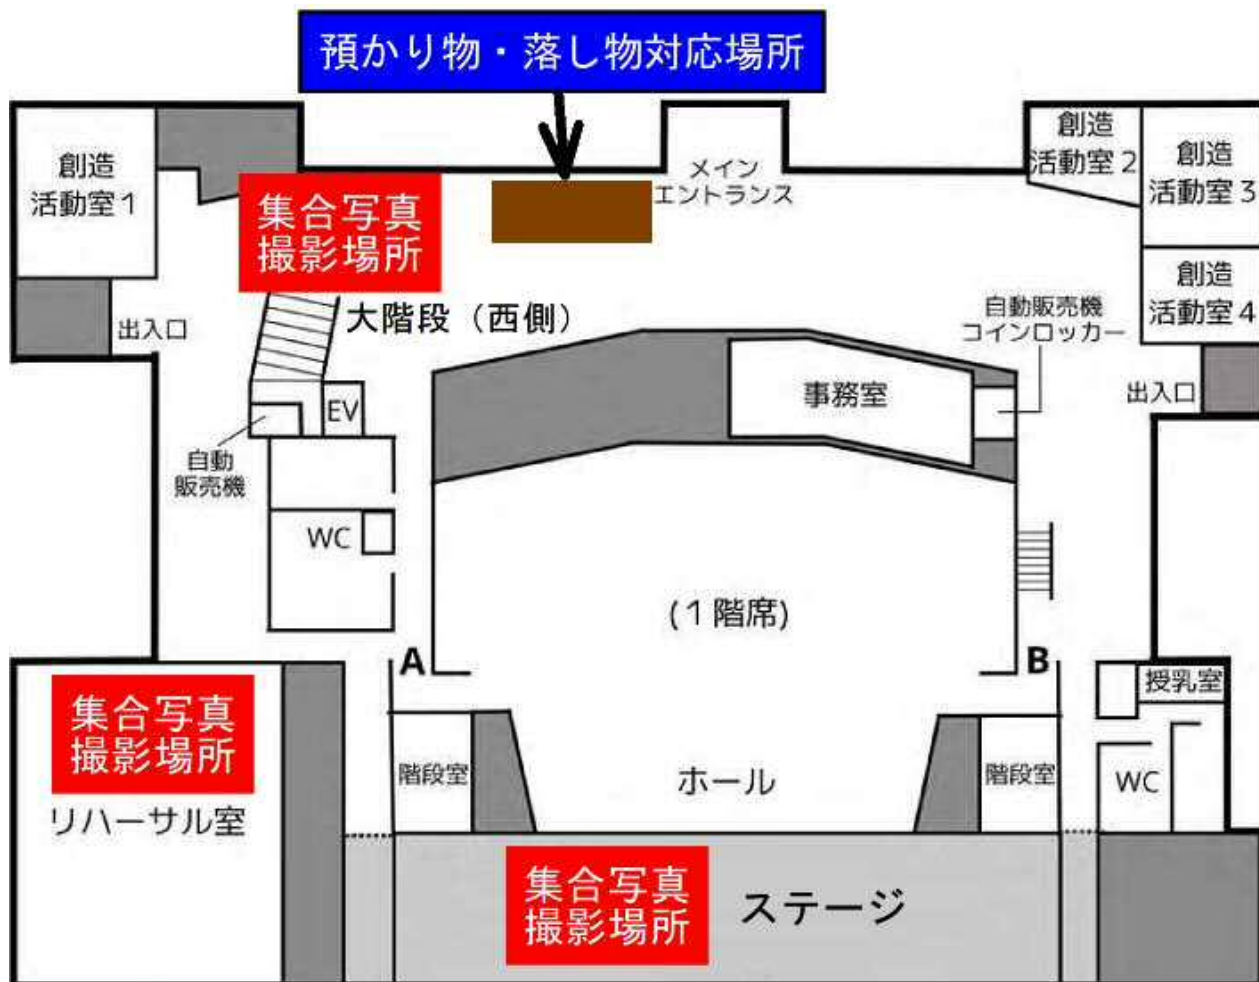 預かり物・落し物対応場所
創造
活動室1
集合写真
撮影場所
メイン
エントランス
創造
活動室2
創造
活動室3
創造
活動室4
出入口
大階段（西側）
自動販売機
コインロッカー
出入口
事務室
EV
自動
販売機
WC
(1階席)
A
B
授乳室
集合写真
撮影場所
リハーサル室
階段室
ホール
階段室
WC
集合写真
撮影場所
ステージ